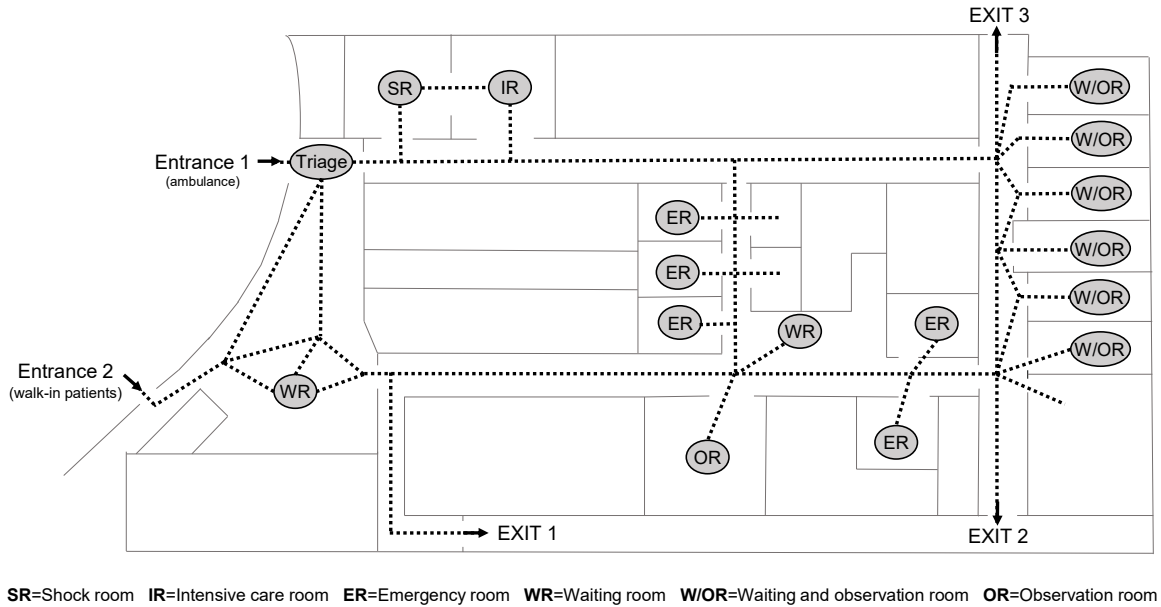 EXIT 3
SR
IR
W/OR
W/OR
Entrance 1
(ambulance)
Triage
W/OR
ER
W/OR
ER
W/OR
ER
WR
ER
W/OR
Entrance 2
(walk-in patients)
WR
ER
OR
EXIT 1
EXIT 2
SR=Shock room IR=Intensive care room ER=Emergency room WR=Waiting room W/OR=Waiting and observation room OR=Observation room